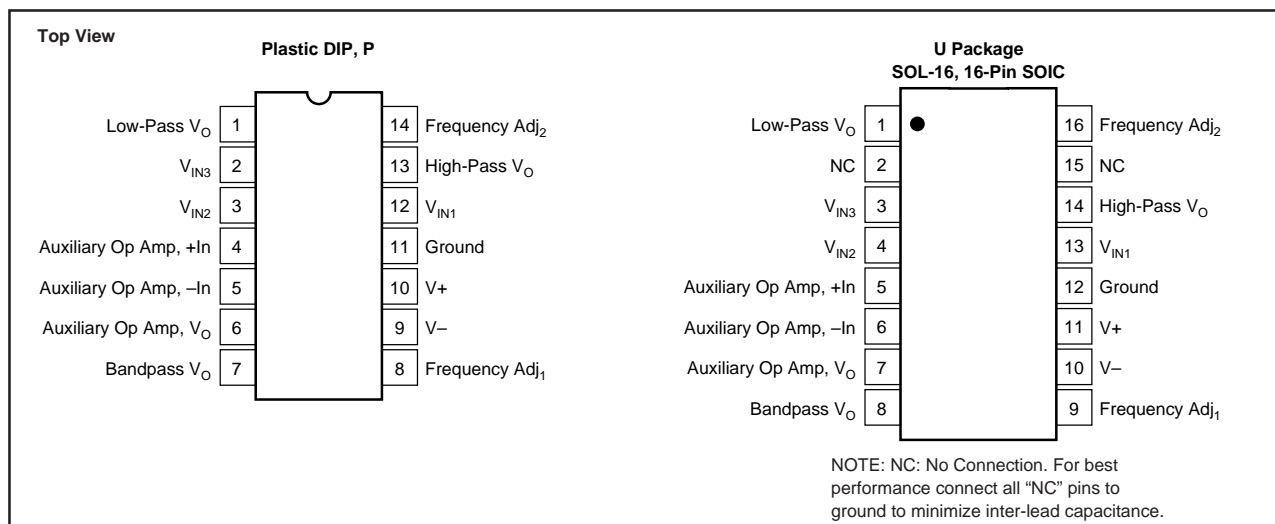 Top View
Plastic DIP, P
Low-Pass VO 1 14 Frequency Adj2
VIN3 2 13 High-Pass VO
VIN2 3 12 VIN1
Auxiliary Op Amp, +In 4 11 Ground
Auxiliary Op Amp, –In 5 10 V+
Auxiliary Op Amp, VO 6 9 V–
Bandpass VO 7 8 Frequency Adj1
U Package
SOL-16, 16-Pin SOIC
Low-Pass VO 1 16 Frequency Adj2
NC 2 15 NC
VIN3 3 14 High-Pass VO
VIN2 4 13 VIN1
Auxiliary Op Amp, +In 5 12 Ground
Auxiliary Op Amp, –In 6 11 V+
Auxiliary Op Amp, VO 7 10 V–
Bandpass VO 8 9 Frequency Adj1
NOTE: NC: No Connection. For best
performance connect all “NC” pins to
ground to minimize inter-lead capacitance.